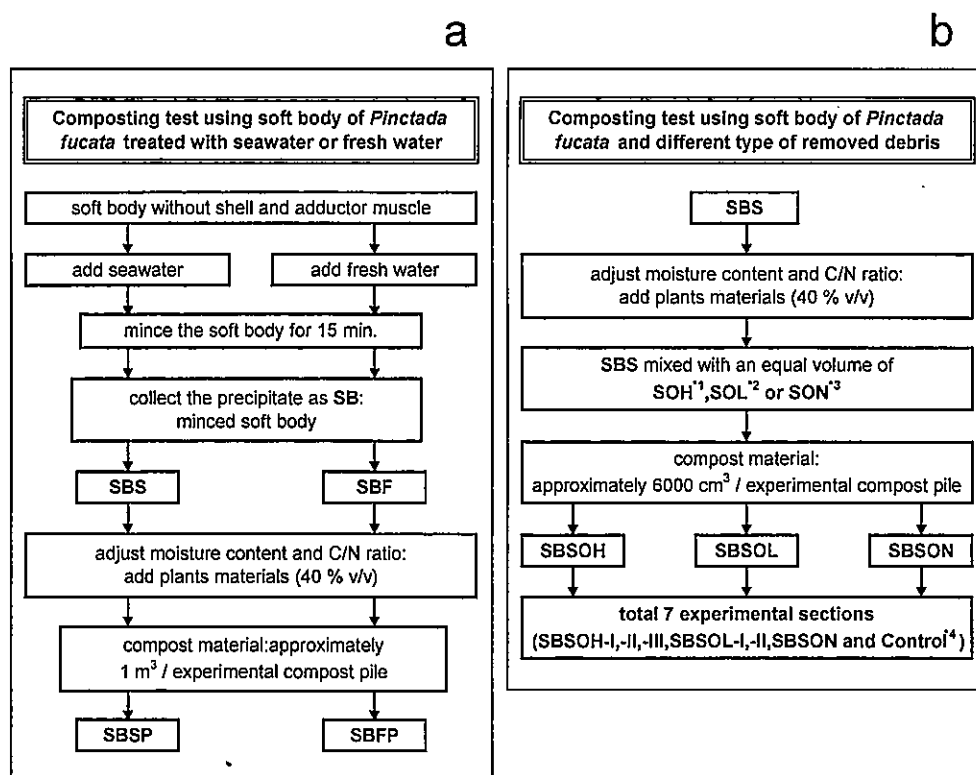 a
Composting test using soft body of Pinctada
fucata treated with seawater or fresh water
soft body without shell and adductor muscle
add seawater
add fresh water
mince the soft body for 15 min.
collect the precipitate as SB:
minced soft body
SBS
SBF
adjust moisture content and C/N ratio:
add plants materials (40 % v/v)
compost material:approximately
1 m³ / experimental compost pile
SBSP
SBFP
b
Composting test using soft body of Pinctada
fucata and different type of removed debris
SBS
adjust moisture content and C/N ratio:
add plants materials (40 % v/v)
SBS mixed with an equal volume of
SOH*1,SOL*2 or SON*3
compost material:
approximately 6000 cm³ / experimental compost pile
SBSOH
SBSOL
SBSON
total 7 experimental sections
(SBSOH-I,-II,-III,SBSOL-I,-II,SBSON and Control*4)